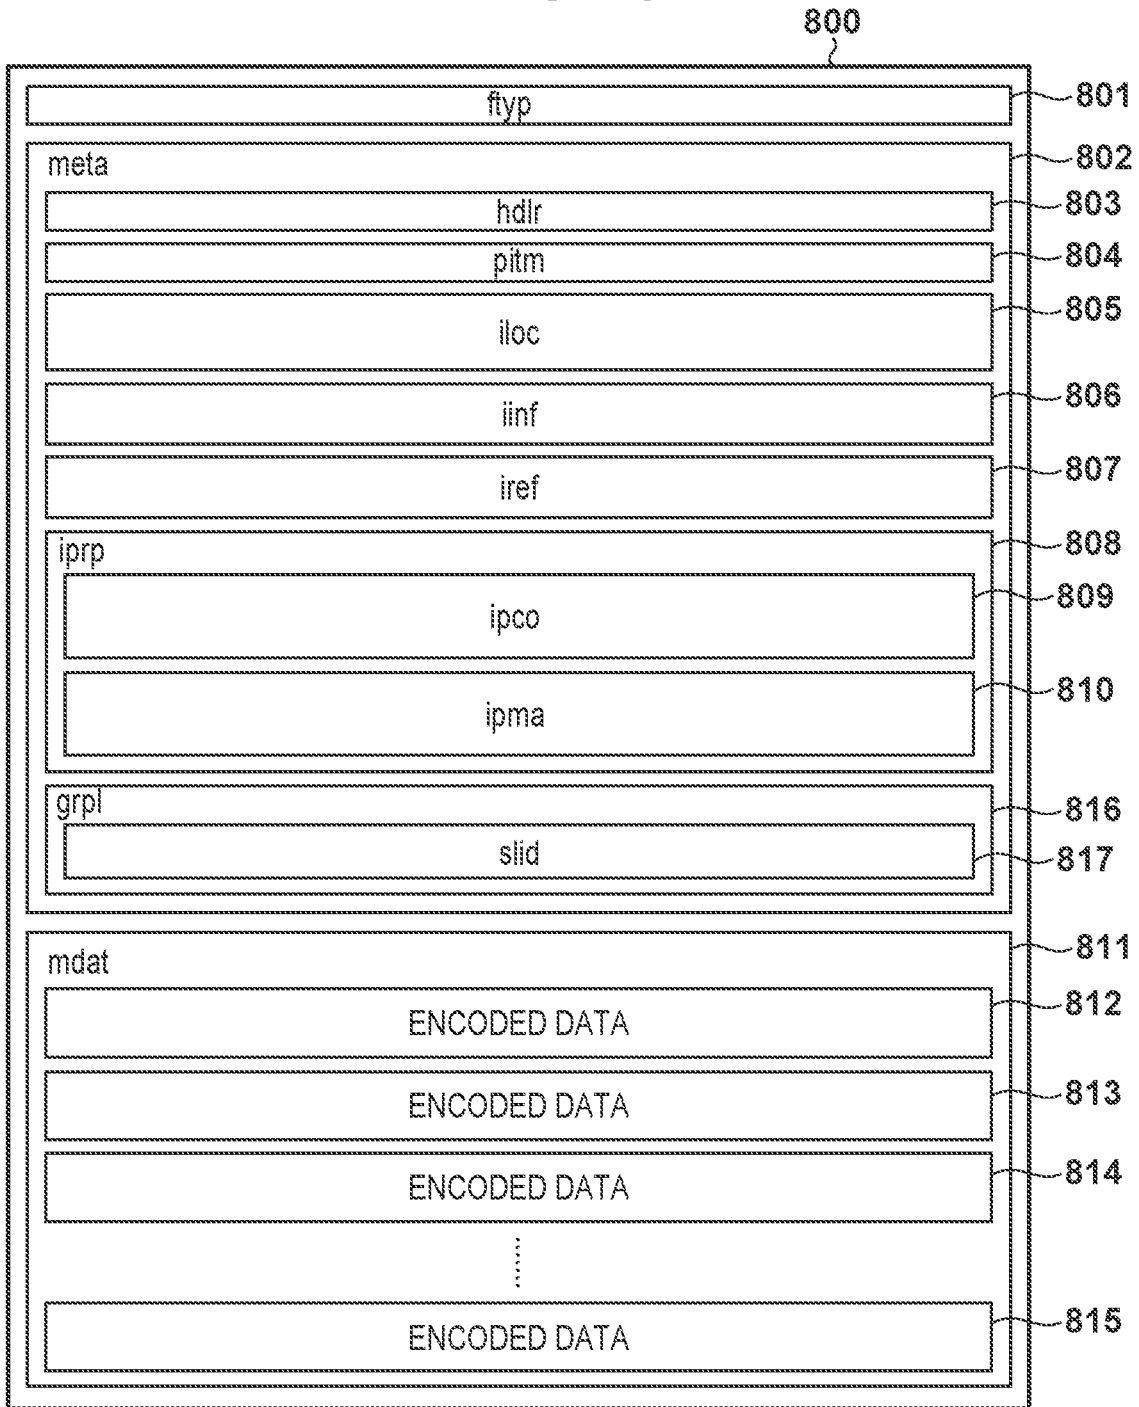 800
ftyp 801
meta 802
hdlr 803
pitm 804
iloc 805
iinf 806
iref 807
iprp 808
ipco 809
ipma 810
grpl 816
slid 817
mdat 811
ENCODED DATA 812
ENCODED DATA 813
ENCODED DATA 814
ENCODED DATA 815